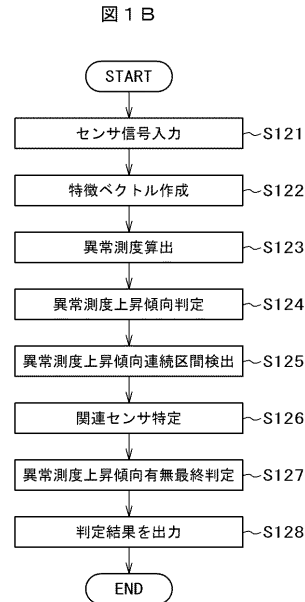 図１Ｂ
START
センサ信号入力 S121
特徴ベクトル作成 S122
異常測度算出 S123
異常測度上昇傾向判定 S124
異常測度上昇傾向連続区間検出 S125
関連センサ特定 S126
異常測度上昇傾向有無最終判定 S127
判定結果を出力 S128
END